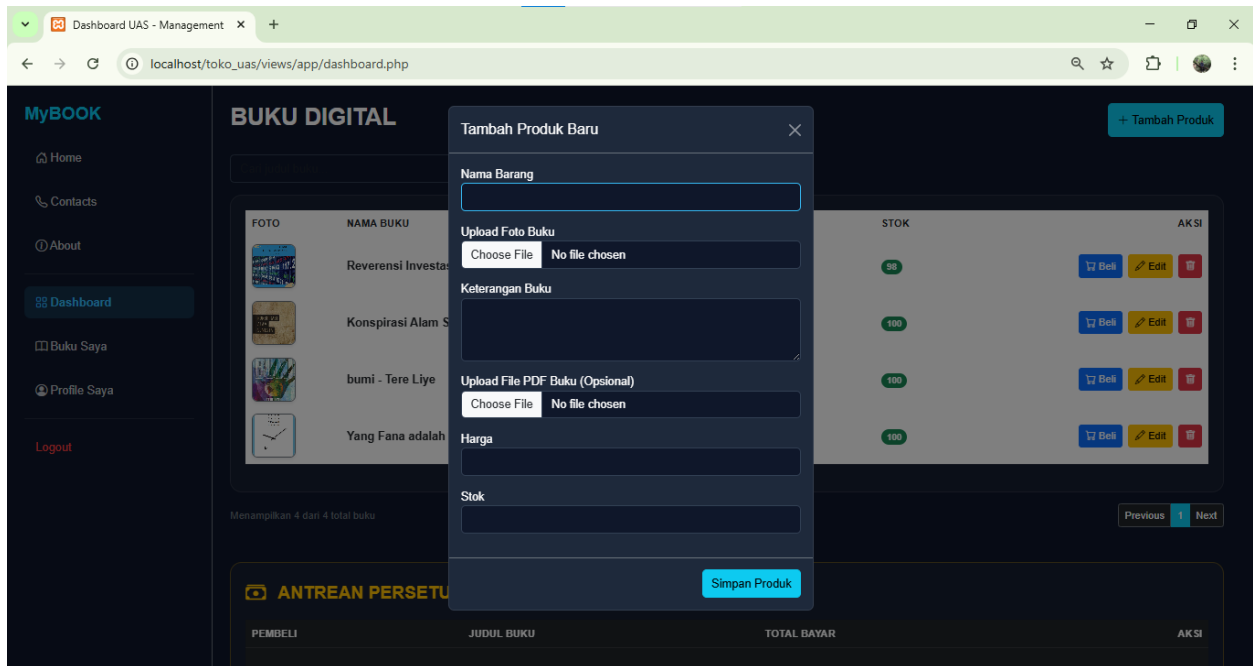 Dashboard UAS - Management
localhost/toko_uas/views/app/dashboard.php
MyBOOK
Home
Contacts
About
Dashboard
Buku Saya
Profile Saya
Logout
BUKU DIGITAL
+ Tambah Produk
FOTO NAMA BUKU STOK AKSI
Reverensi Investas 98 Beli Edit
Konspirasi Alam S 100 Beli Edit
bumi - Tere Liye 100 Beli Edit
Yang Fana adalah 100 Beli Edit
Menampilkan 4 dari 4 total buku
Previous 1 Next
ANTREAN PERSETU
PEMBELI JUDUL BUKU TOTAL BAYAR AKSI
Tambah Produk Baru
Nama Barang
Upload Foto Buku
Choose File No file chosen
Keterangan Buku
Upload File PDF Buku (Opsional)
Choose File No file chosen
Harga
Stok
Simpan Produk